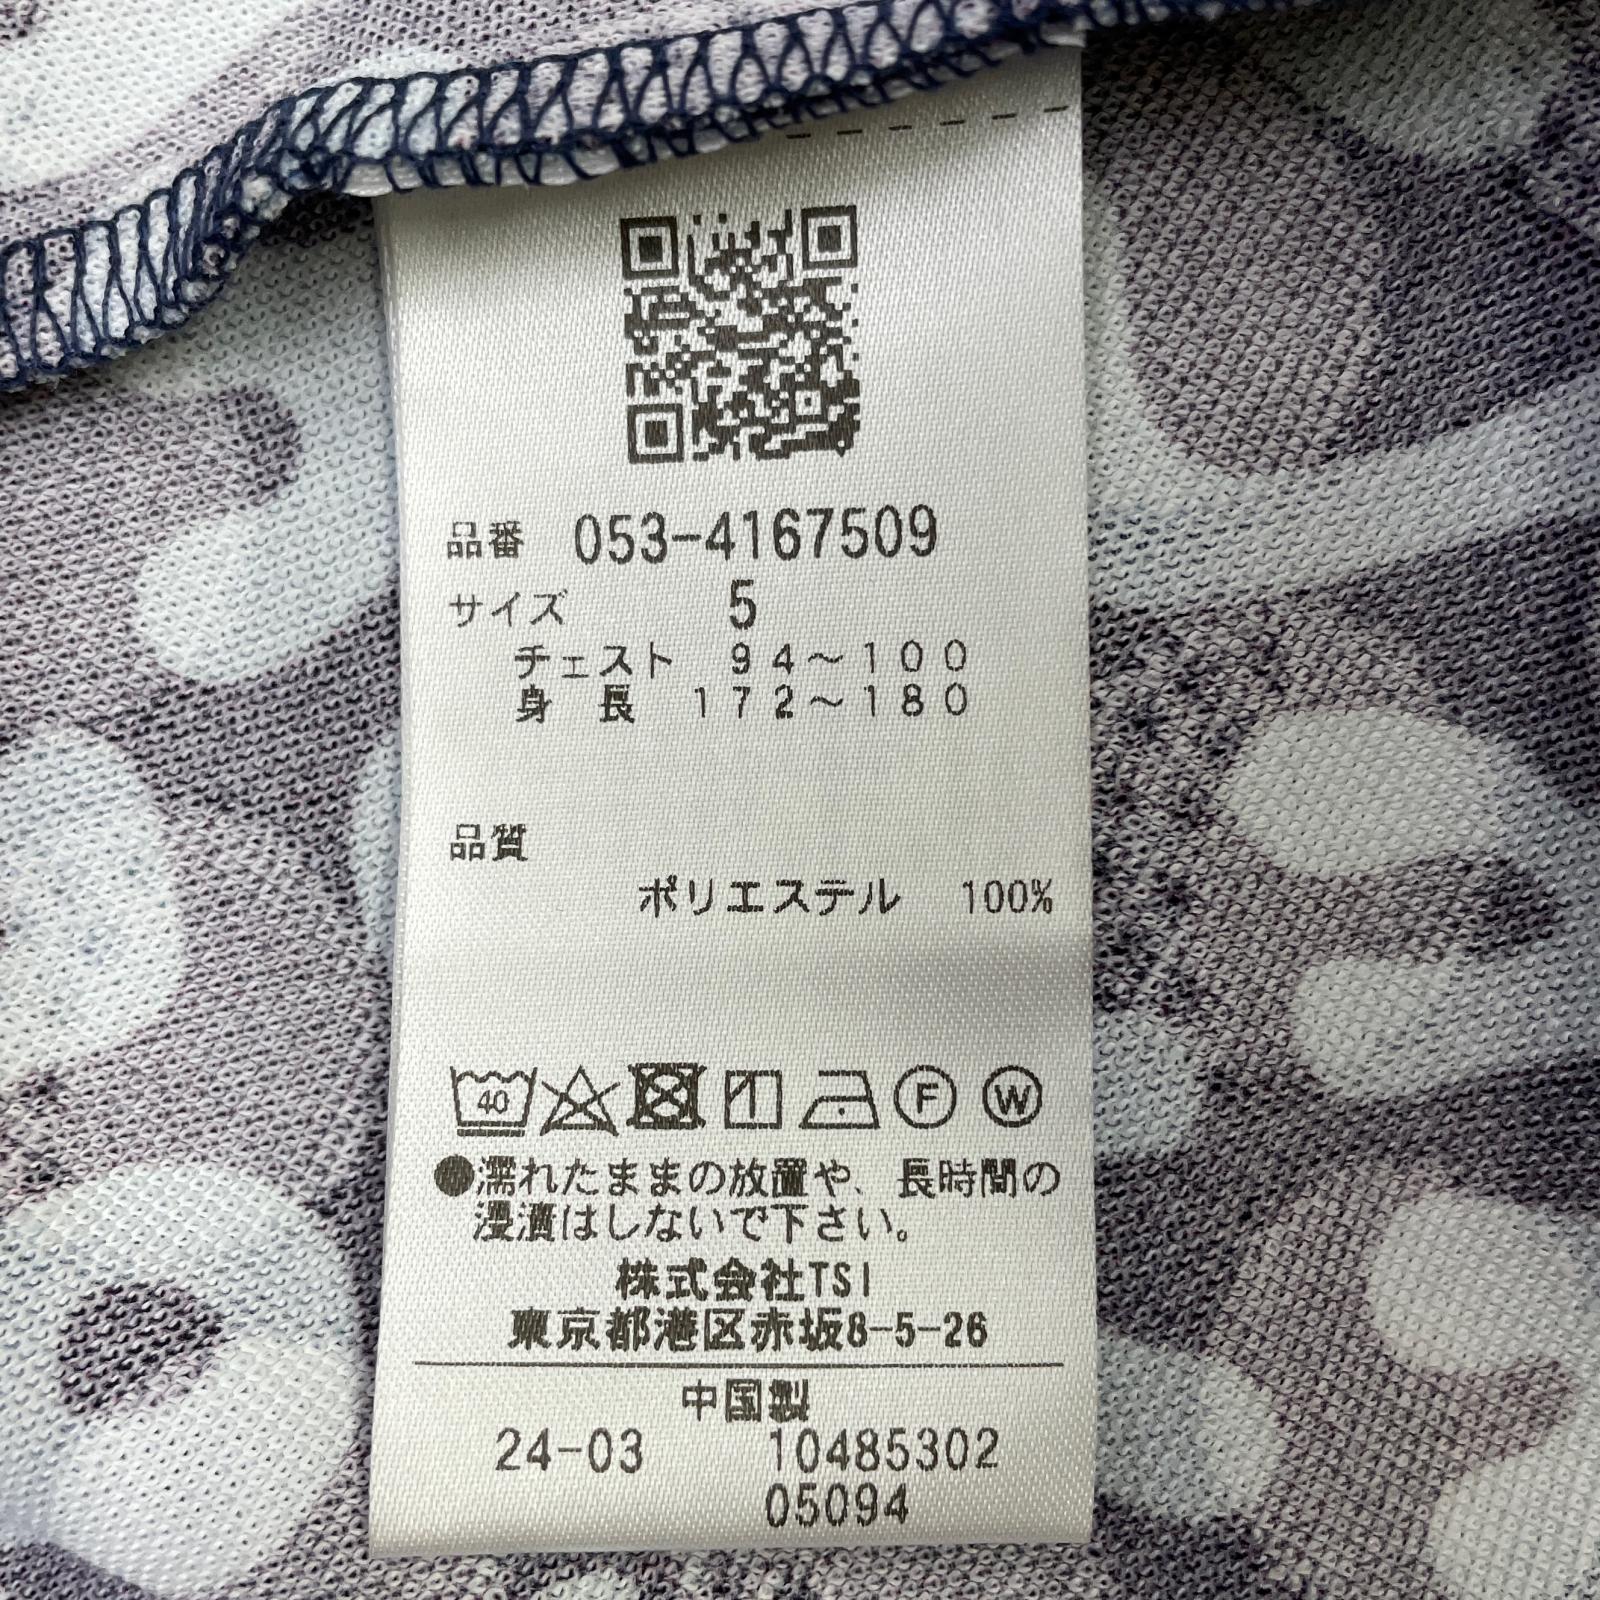 品番 053-4167509
サイズ 5
チェスト 94～100
身長 172～180
品質
ポリエステル 100%
40 F W
●濡れたままの放置や、長時間の
浸漬はしないで下さい。
株式会社TSI
東京都港区赤坂8-5-26
中国製
24-03 10485302
05094